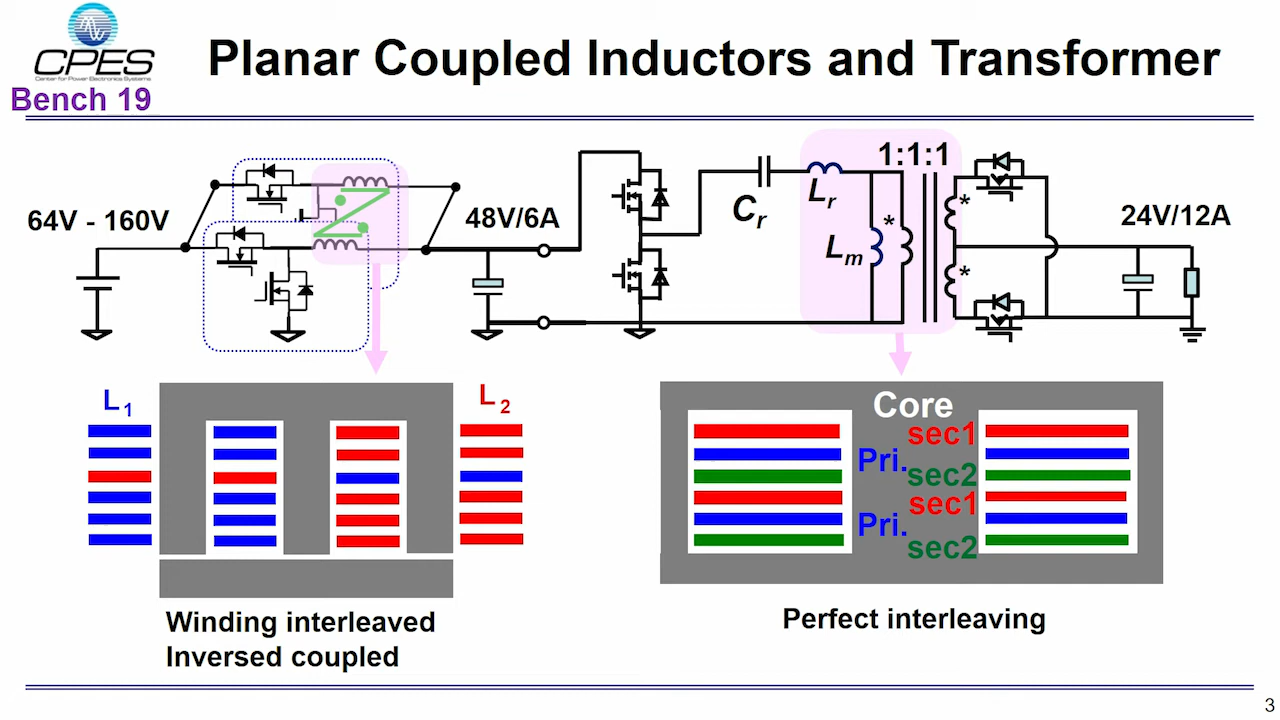 CPES
Center for Power Electronics Systems
Bench 19
Planar Coupled Inductors and Transformer
64V - 160V
48V/6A
Cr
Lr
Lm
1:1:1
*
*
*
24V/12A
L1
L2
Core
sec1
Pri.
sec2
sec1
Pri.
sec2
Winding interleaved
Inversed coupled
Perfect interleaving
3